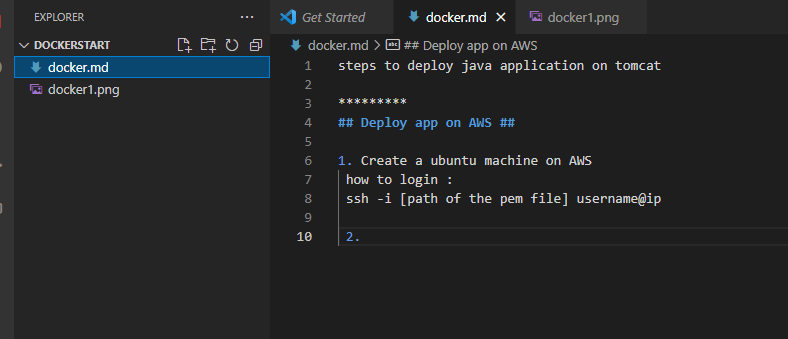 EXPLORER
DOCKERSTART
docker.md
docker1.png
Get Started
docker.md
docker1.png
docker.md > ## Deploy app on AWS
1 steps to deploy java application on tomcat
2
3 *********
4 ## Deploy app on AWS ##
5
6 1. Create a ubuntu machine on AWS
7 how to login :
8 ssh -i [path of the pem file] username@ip
9
10 2.